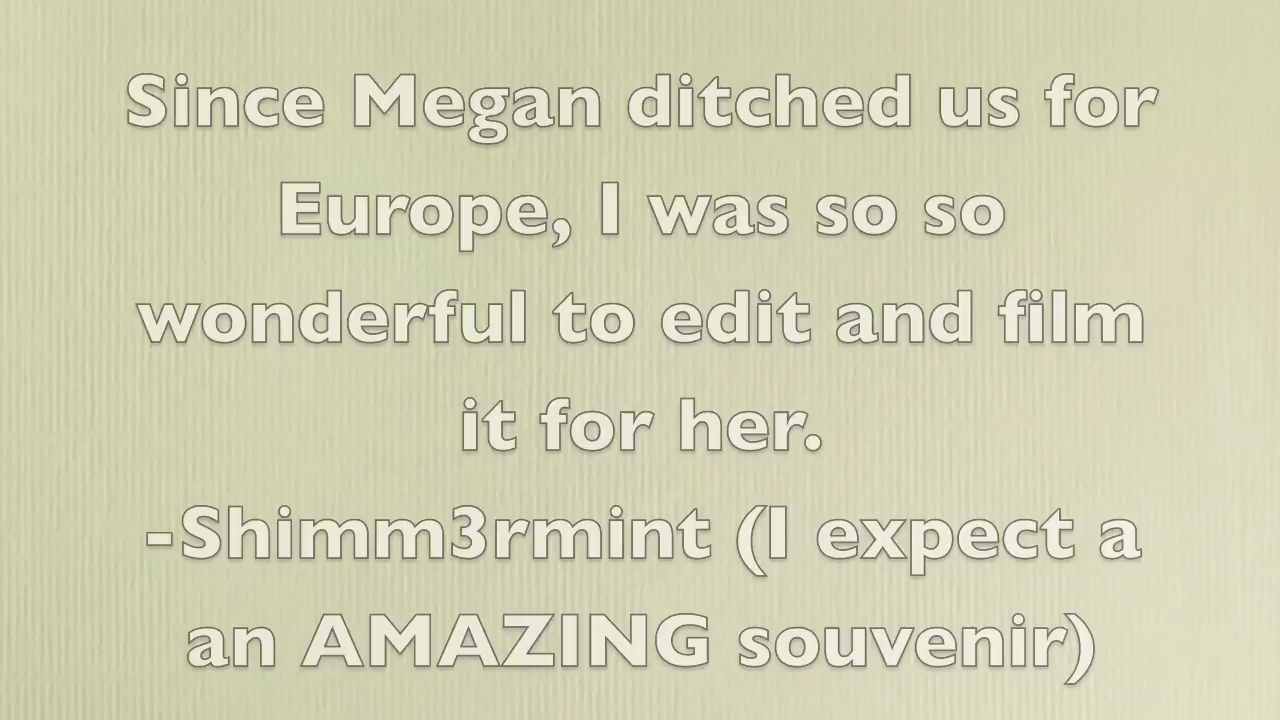 Since Megan ditched us for
Europe, I was so so
wonderful to edit and film
it for her.
-Shimm3rmint (I expect a
an AMAZING souvenir)